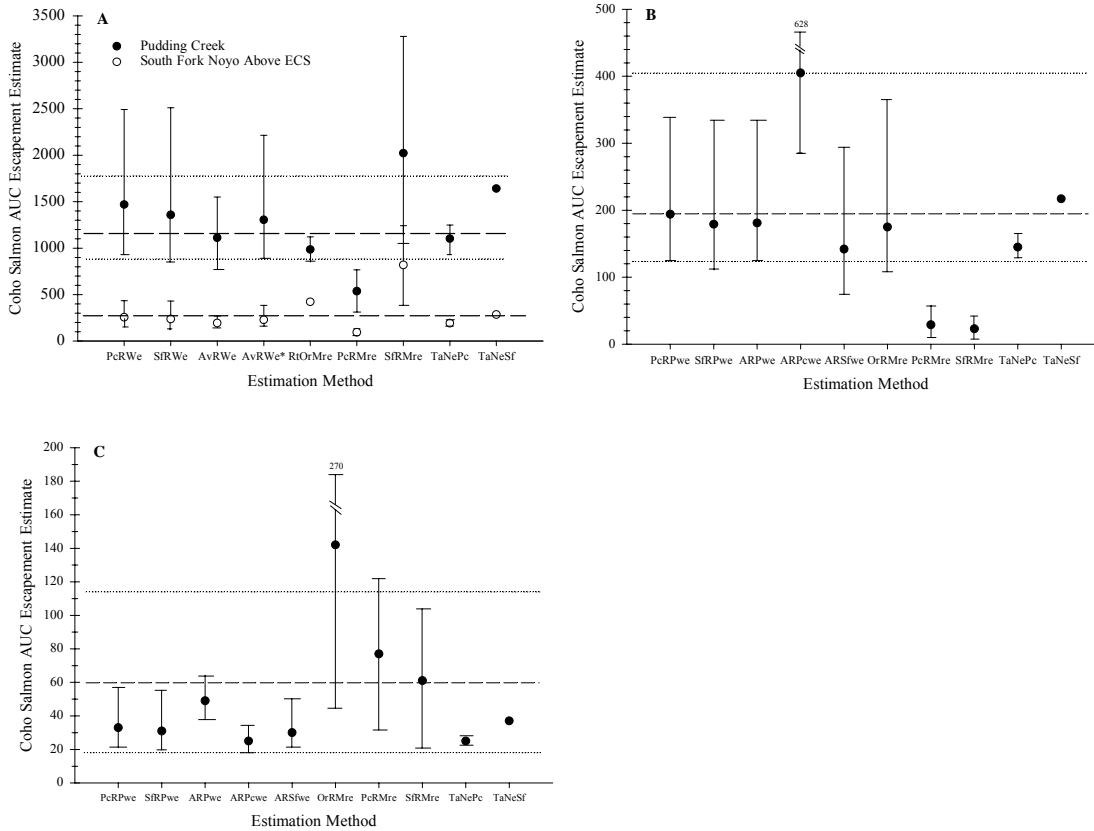 A
Pudding Creek
South Fork Noyo Above ECS
Coho Salmon AUC Escapement Estimate
3500
3000
2500
2000
1500
1000
500
0
PcRWe SfRWe AvRWe AvRWe* RtOrMre PcRMre SfRMre TaNePc TaNeSf
Estimation Method
B
628
Coho Salmon AUC Escapement Estimate
500
400
300
200
100
0
PcRPwe SfRPwe ARPwe ARPcwe ARSfwe OrRMre PcRMre SfRMre TaNePc TaNeSf
Estimation Method
C
270
Coho Salmon AUC Escapement Estimate
200
180
160
140
120
100
80
60
40
20
0
PcRPwe SfRPwe ARPwe ARPcwe ARSfwe OrRMre PcRMre SfRMre TaNePc TaNeSf
Estimation Method